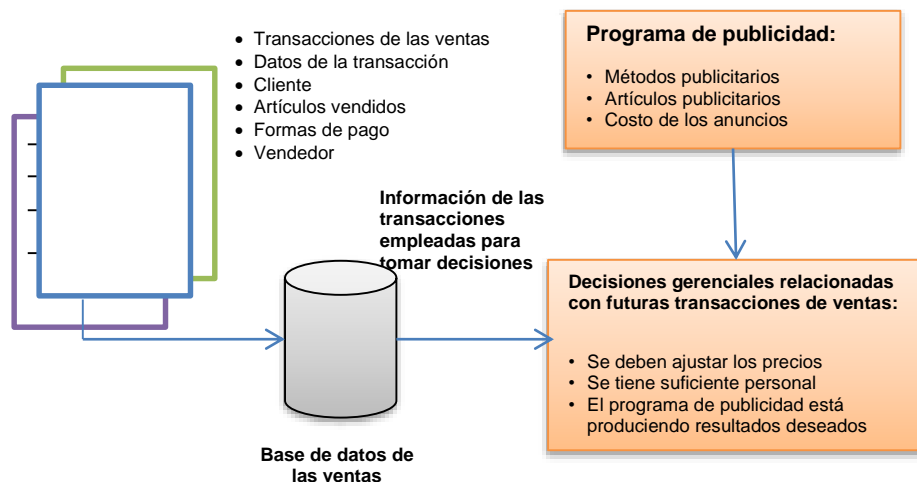 • Transacciones de las ventas
• Datos de la transacción
• Cliente
• Artículos vendidos
• Formas de pago
• Vendedor
Programa de publicidad:
• Métodos publicitarios
• Artículos publicitarios
• Costo de los anuncios
Información de las
transacciones
empleadas para
tomar decisiones
Decisiones gerenciales relacionadas
con futuras transacciones de ventas:
• Se deben ajustar los precios
• Se tiene suficiente personal
• El programa de publicidad está
produciendo resultados deseados
Base de datos de
las ventas